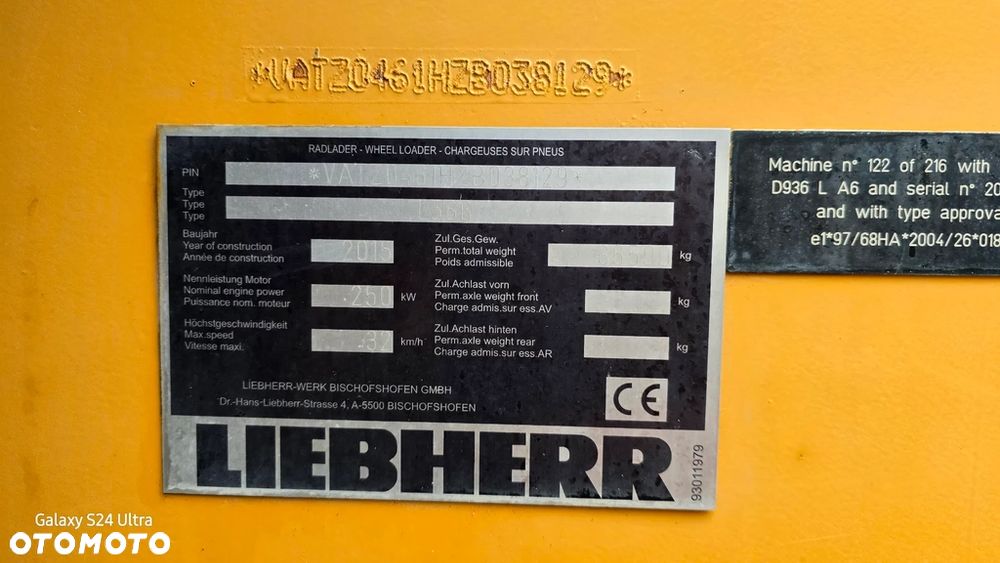 *VATZ0461HZB038129*
RADLADER - WHEEL LOADER - CHARGEUSES SUR PNEUS
PIN *VATZ0461HZB038129*
Type
Type
Type
Baujahr
Year of construction 2015
Année de construction
Nennleistung Motor
Nominal engine power 250 kW
Puissance nom. moteur
Höchstgeschwindigkeit
Max.speed 32 km/h
Vitesse maxi.
Zul.Ges.Gew.
Perm.total weight kg
Poids admissible
Zul.Achlast vorn
Perm.axle weight front kg
Charge admis.sur ess.AV
Zul.Achlast hinten
Perm.axle weight rear kg
Charge admis.sur ess.AR
LIEBHERR-WERK BISCHOFSHOFEN GMBH
Dr.-Hans-Liebherr-Strasse 4, A-5500 BISCHOFSHOFEN
CE
LIEBHERR
93011979
Machine n° 122 of 216 with
D936 L A6 and serial n° 20
and with type approva
e1*97/68HA*2004/26*018
Galaxy S24 Ultra
OTOMOTO